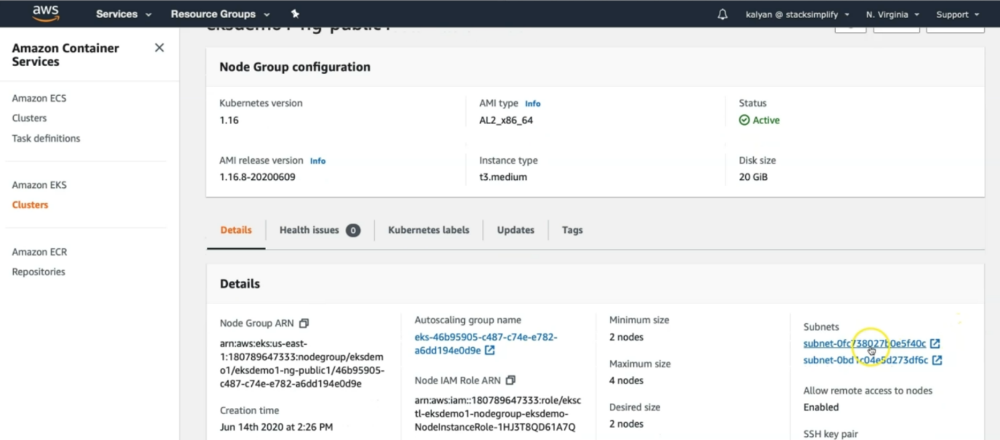 aws
Services
Resource Groups
kalyan @ stacksimplify
N. Virginia
Support
eksdemo1-ng-public1
Amazon Container
Services
Amazon ECS
Clusters
Task definitions
Amazon EKS
Clusters
Amazon ECR
Repositories
Node Group configuration
Kubernetes version
1.16
AMI type Info
AL2_x86_64
Status
Active
AMI release version Info
1.16.8-20200609
Instance type
t3.medium
Disk size
20 GiB
Details
Health issues 0
Kubernetes labels
Updates
Tags
Details
Node Group ARN
arn:aws:eks:us-east-
1:180789647333:nodegroup/eksdem
o1/eksdemo1-ng-public1/46b95905-
c487-c74e-e782-a6dd194e0d9e
Creation time
Jun 14th 2020 at 2:26 PM
Autoscaling group name
eks-46b95905-c487-c74e-e782-
a6dd194e0d9e
Node IAM Role ARN
arn:aws:iam::180789647333:role/eksc
tl-eksdemo1-nodegroup-eksdemo-
NodeInstanceRole-1HJ3T8QD61A7Q
Minimum size
2 nodes
Maximum size
4 nodes
Desired size
2 nodes
Subnets
subnet-0fc738027b0e5f40c
subnet-0bd1c04e5d273df6c
Allow remote access to nodes
Enabled
SSH key pair